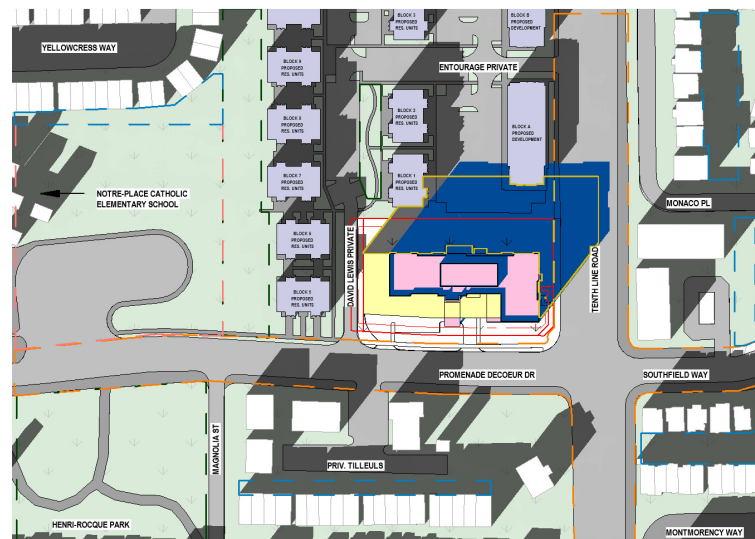 BLOCK 3
PROPOSED
RES. UNITS
BLOCK B
PROPOSED
DEVELOPMENT
YELLOWCRESS WAY
BLOCK 9
PROPOSED
RES. UNITS
ENTOURAGE PRIVATE
BLOCK 8
PROPOSED
RES. UNITS
BLOCK 2
PROPOSED
RES. UNITS
BLOCK A
PROPOSED
DEVELOPMENT
BLOCK 7
PROPOSED
RES. UNITS
BLOCK 1
PROPOSED
RES. UNITS
NOTRE-PLACE CATHOLIC
ELEMENTARY SCHOOL
MONACO PL
BLOCK 6
PROPOSED
RES. UNITS
DAVID LEWIS PRIVATE
TENTH LINE ROAD
BLOCK 5
PROPOSED
RES. UNITS
PROMENADE DECOEUR DR
SOUTHFIELD WAY
MAGNOLIA ST
PRIV. TILLEULS
HENRI-ROCQUE PARK
MONTMORENCY WAY